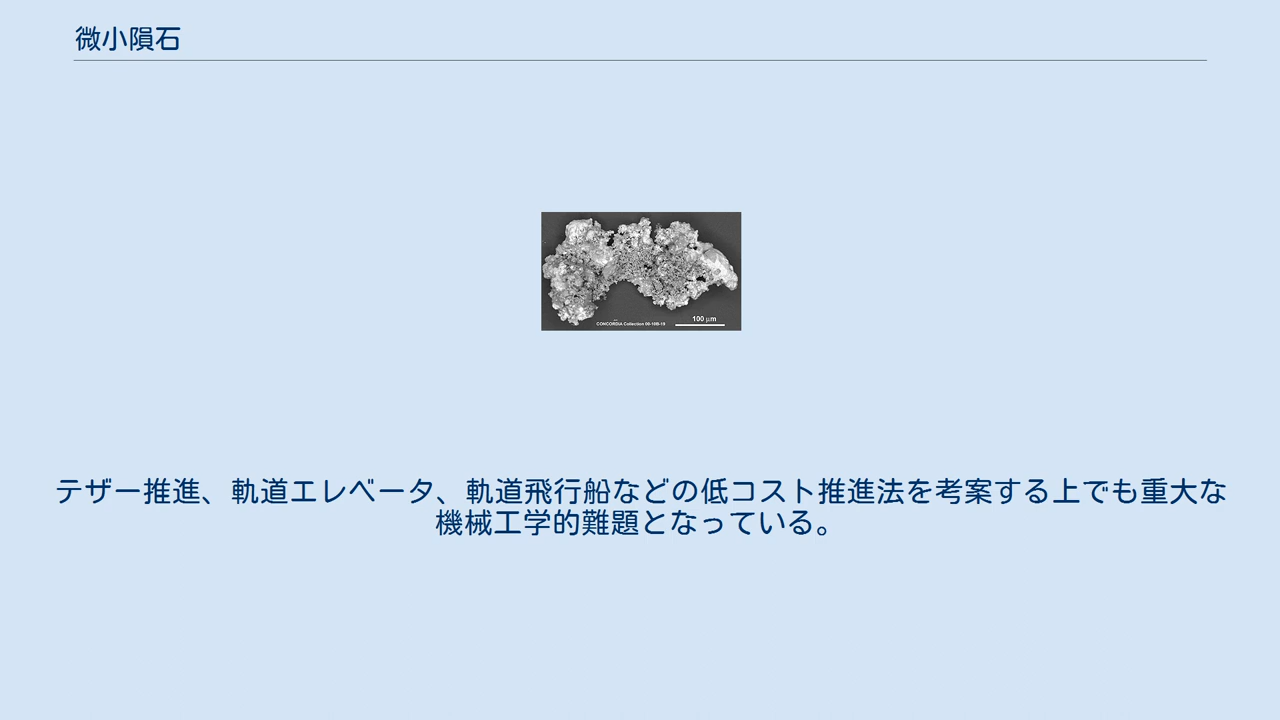 微小隕石
CONCORDIA Collection 06-10B-19
100 μm
テザー推進、軌道エレベータ、軌道飛行船などの低コスト推進法を考案する上でも重大な
機械工学的難題となっている。